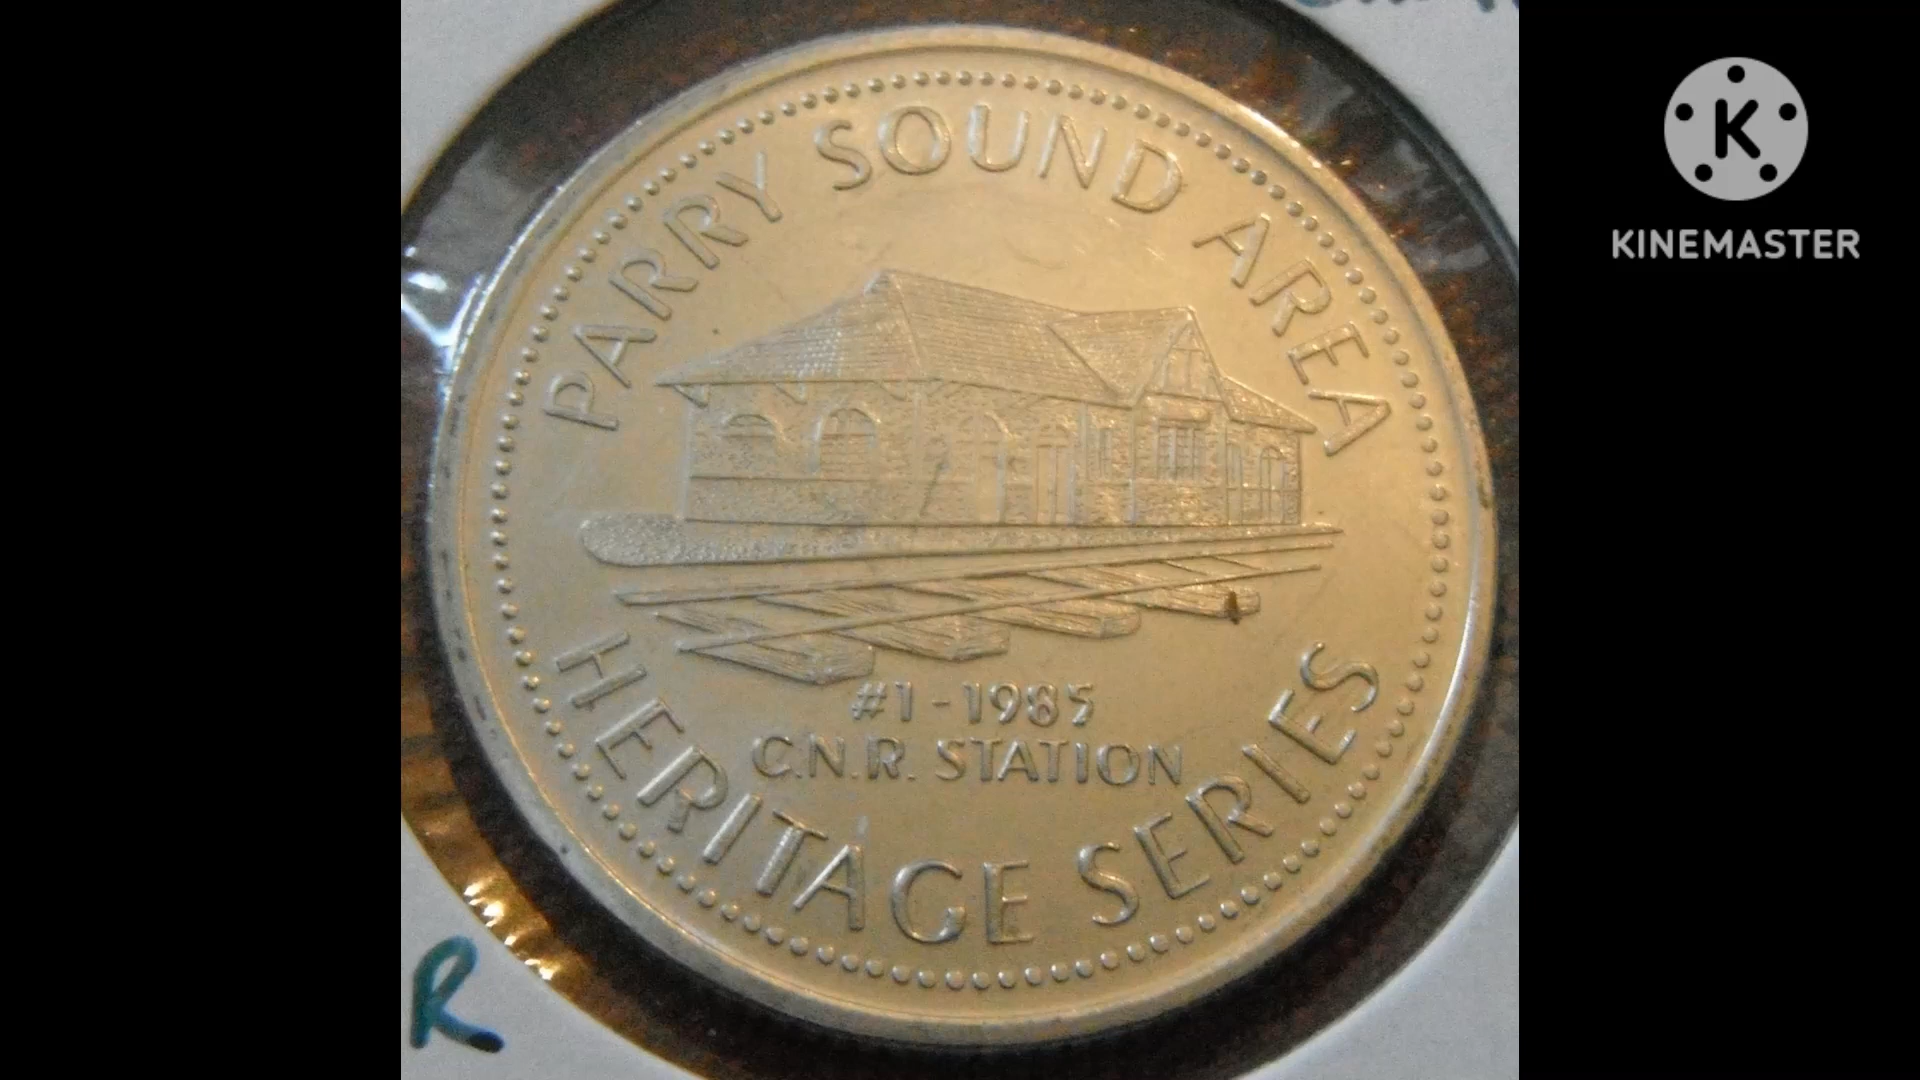 PARRY SOUND AREA
#1-1985
C.N.R. STATION
HERITAGE SERIES
R
K
KINEMASTER